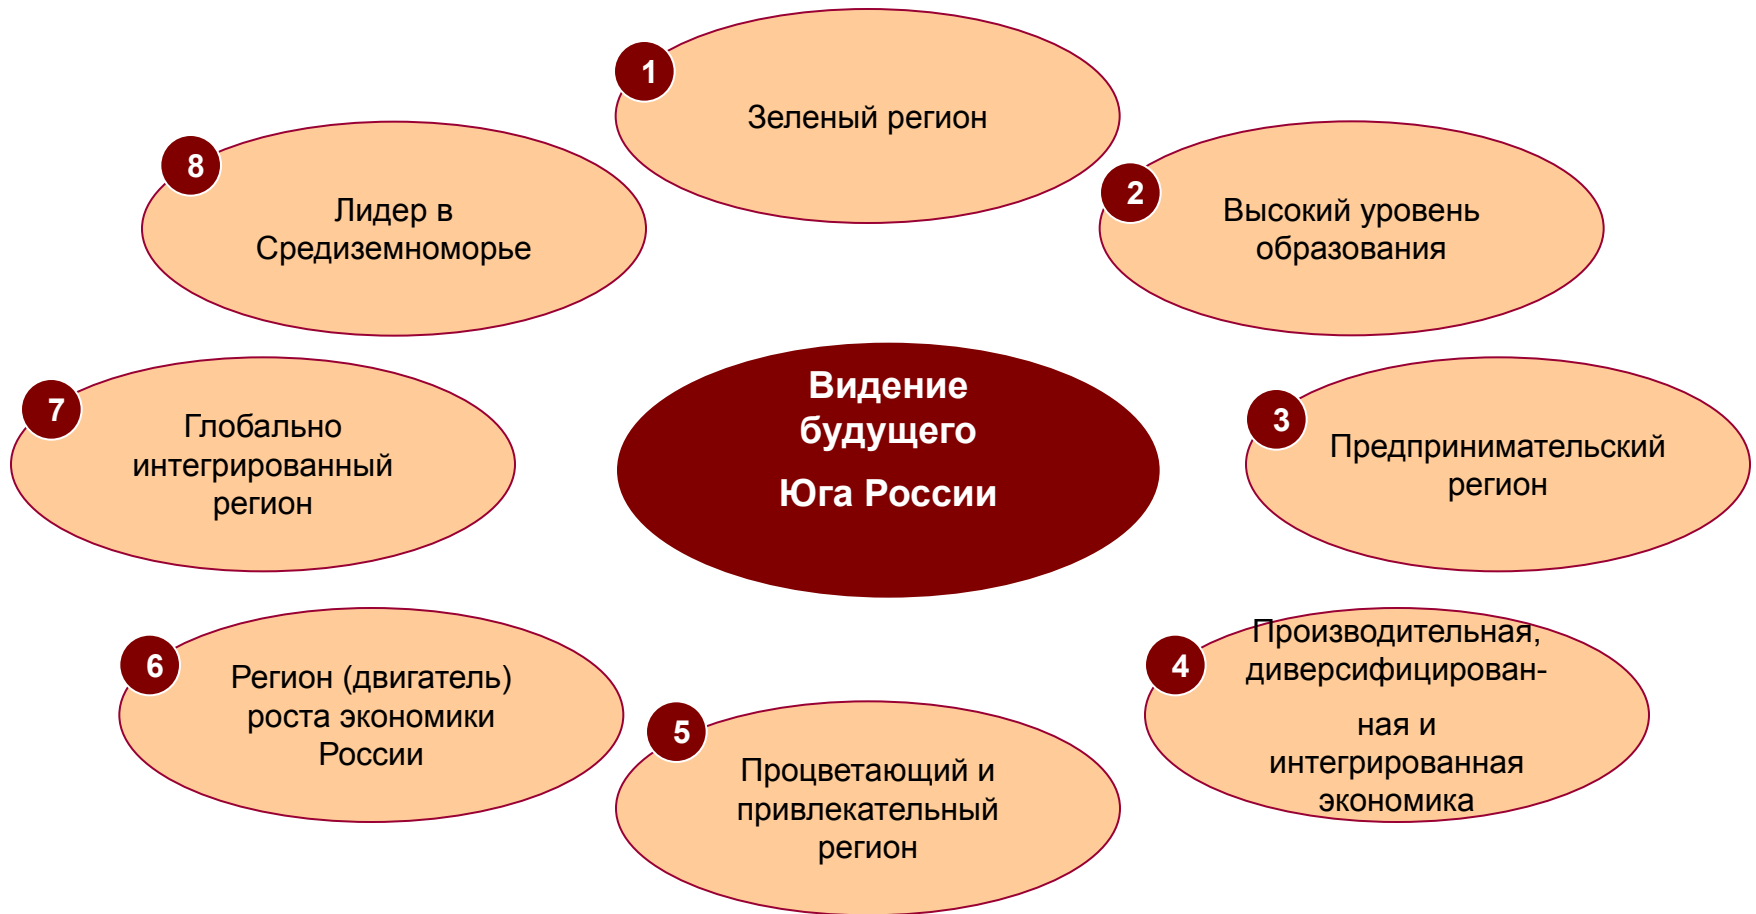 1
Зеленый регион
2
Высокий уровень
образования
3
Предпринимательский
регион
4
Производительная,
диверсифицирован-
ная и
интегрированная
экономика
5
Процветающий и
привлекательный
регион
6
Регион (двигатель)
роста экономики
России
7
Глобально
интегрированный
регион
8
Лидер в
Средиземноморье
Видение
будущего
Юга России